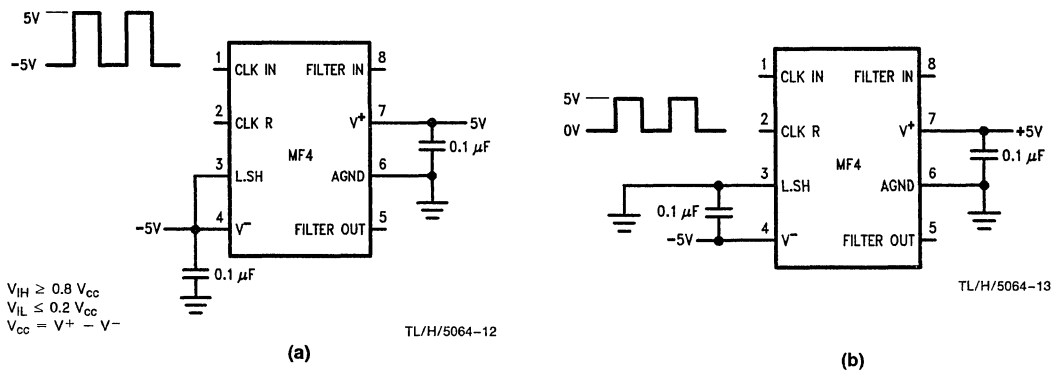 5V
-5V
1 CLK IN
FILTER IN 8
2 CLK R
V+ 7
5V
0.1 μF
MF4
3 L.SH
AGND 6
-5V
4 V-
FILTER OUT 5
0.1 μF
VIH ≥ 0.8 Vcc
VIL ≤ 0.2 Vcc
Vcc = V+ − V−
TL/H/5064-12
(a)
5V
0V
1 CLK IN
FILTER IN 8
2 CLK R
V+ 7
+5V
0.1 μF
MF4
3 L.SH
AGND 6
0.1 μF
-5V
4 V-
FILTER OUT 5
TL/H/5064-13
(b)